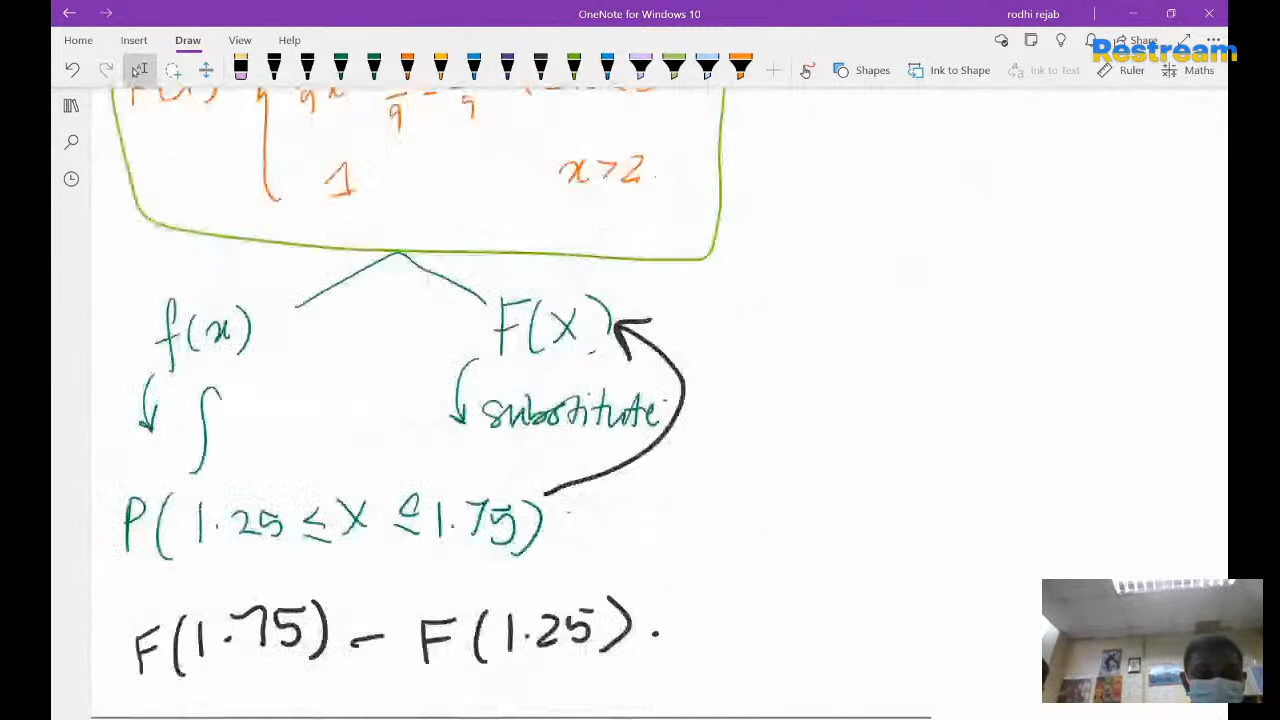 OneNote for Windows 10
rodhi rejab
Home Insert Draw View Help
Share
Restream
Shapes Ink to Shape Ink to Text Ruler Maths
1 x>2
f(x) F(X)
∫ substitute
P(1.25 ≤ X ≤ 1.75)
F(1.75) - F(1.25).